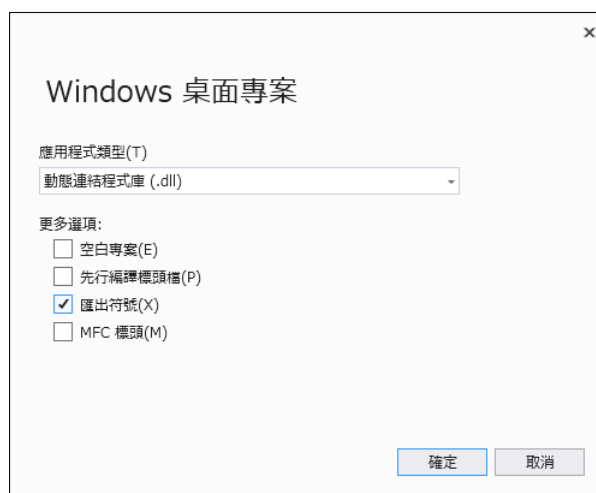 Windows 桌面專案
應用程式類型(T)
動態連結程式庫 (.dll)
更多選項:
空白專案(E)
先行編譯標頭檔(P)
匯出符號(X)
MFC 標頭(M)
確定
取消